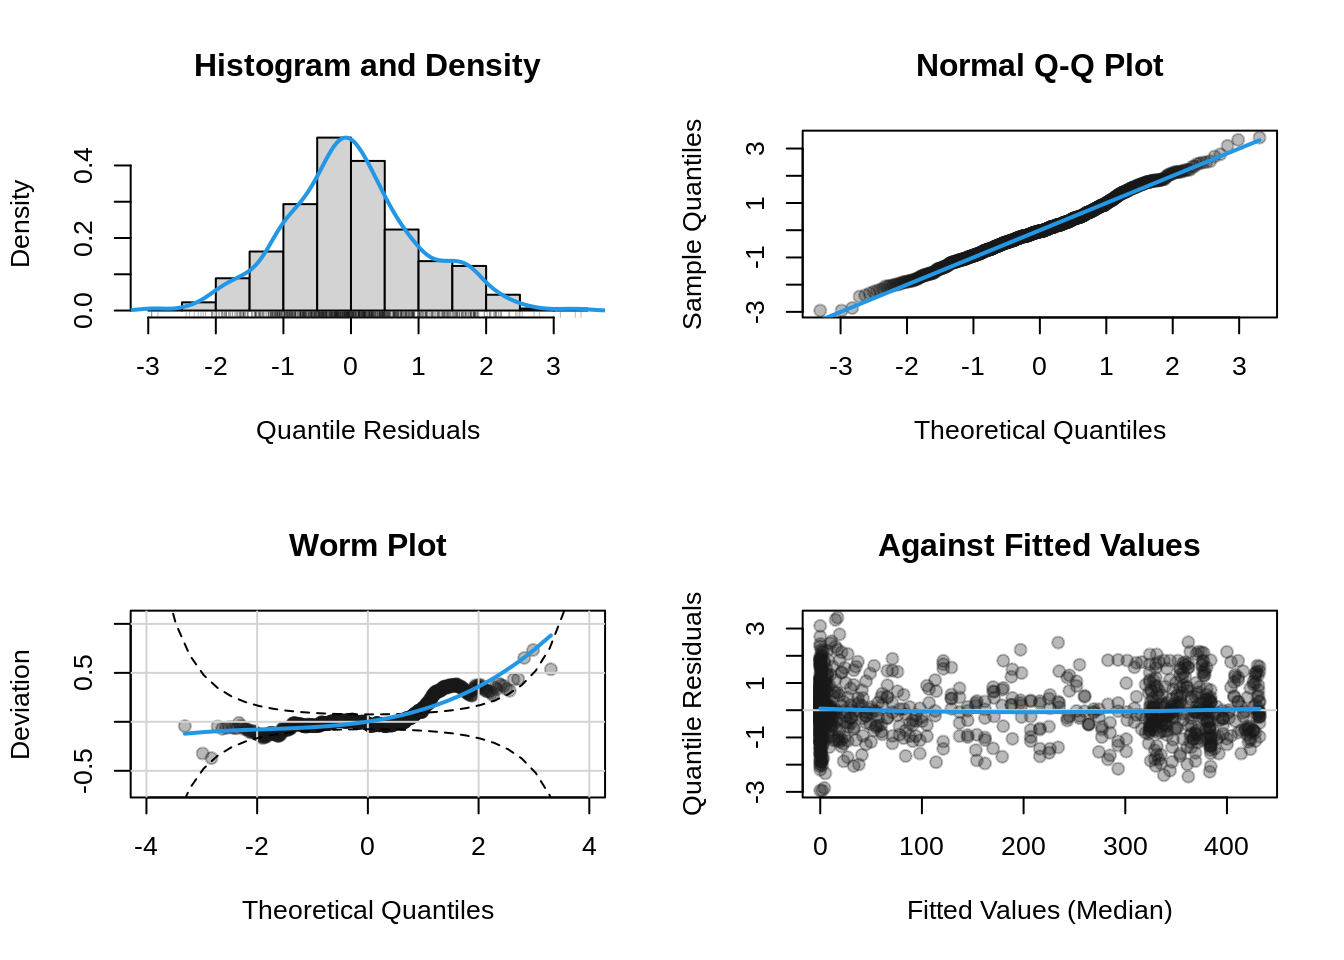 Histogram and Density
Density
0.0 0.2 0.4
-3 -2 -1 0 1 2 3
Quantile Residuals
Normal Q-Q Plot
Sample Quantiles
-3 -1 1 3
-3 -2 -1 0 1 2 3
Theoretical Quantiles
Worm Plot
Deviation
-0.5 0.5
-4 -2 0 2 4
Theoretical Quantiles
Against Fitted Values
Quantile Residuals
-3 -1 1 3
0 100 200 300 400
Fitted Values (Median)